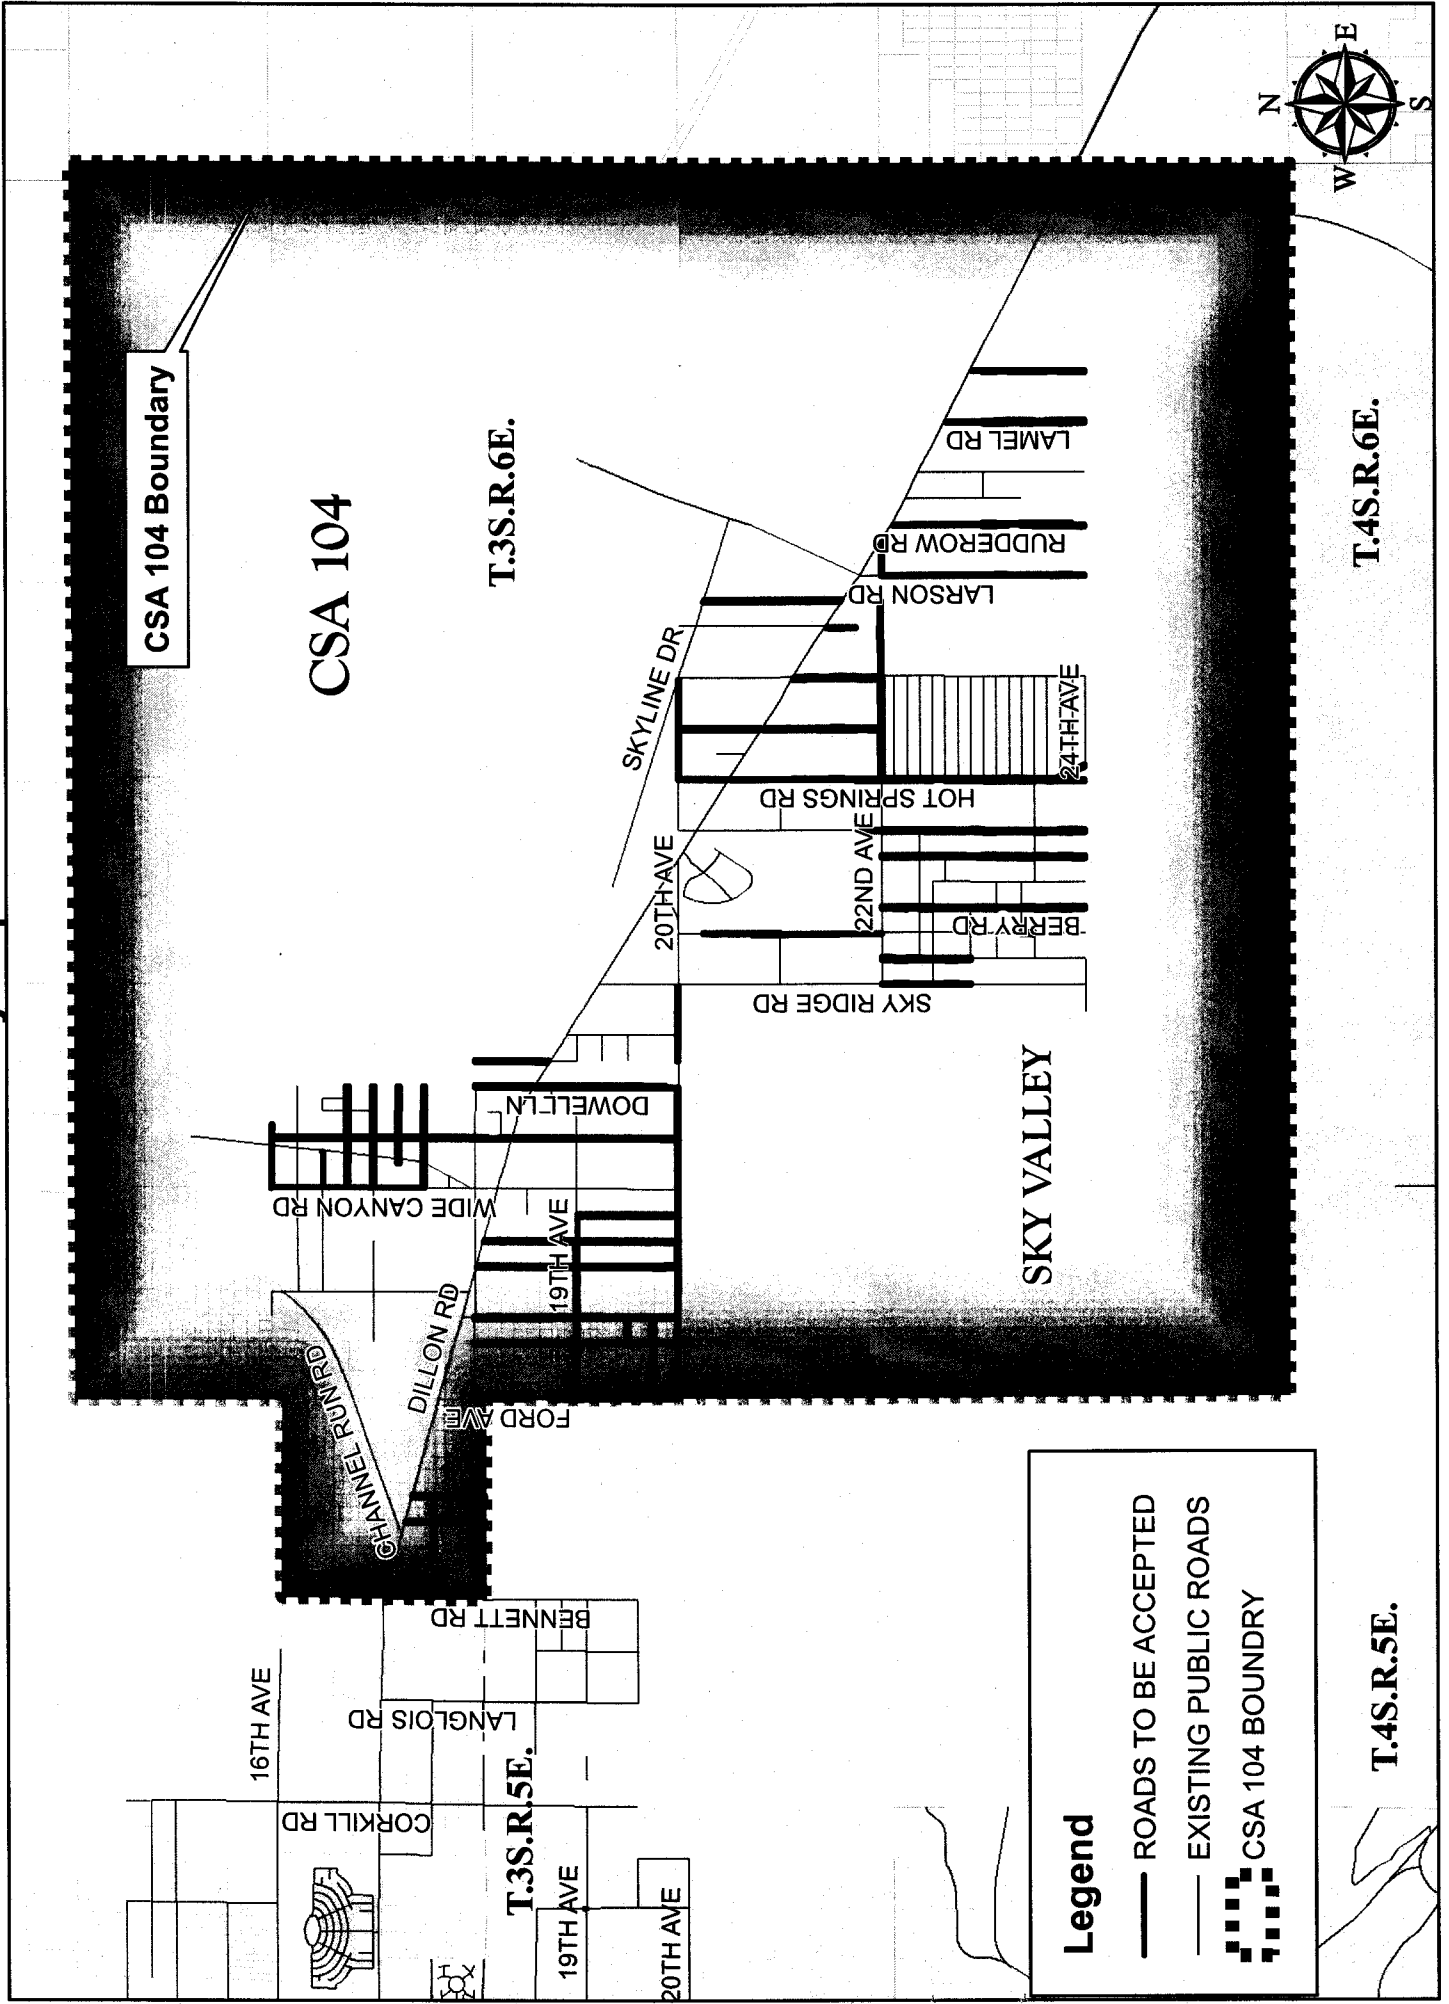 CSA 104 Boundary
CSA 104
T.3S.R.6E.
SKYLINE DR
LAMEL RD
RUDDEROW RD
LARSON RD
24TH AVE
HOT SPRINGS RD
20TH AVE
22ND AVE
BERRY RD
SKY RIDGE RD
DOWELL LN
WIDE CANYON RD
19TH AVE
DILLON RD
CHANNEL RUN RD
FORD AVE
SKY VALLEY
BENNETT RD
16TH AVE
LANGLOIS RD
CORKILL RD
T.3S.R.5E.
19TH AVE
20TH AVE
T.4S.R.6E.
T.4S.R.5E.
N
E
S
W
Legend
ROADS TO BE ACCEPTED
EXISTING PUBLIC ROADS
CSA 104 BOUNDRY